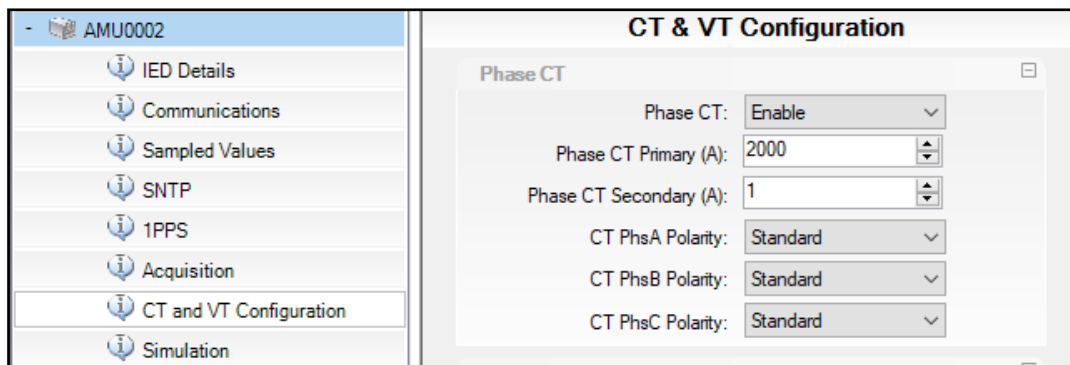 AMU0002
IED Details
Communications
Sampled Values
SNTP
1PPS
Acquisition
CT and VT Configuration
Simulation
CT & VT Configuration
Phase CT
Phase CT: Enable
Phase CT Primary (A): 2000
Phase CT Secondary (A): 1
CT PhsA Polarity: Standard
CT PhsB Polarity: Standard
CT PhsC Polarity: Standard